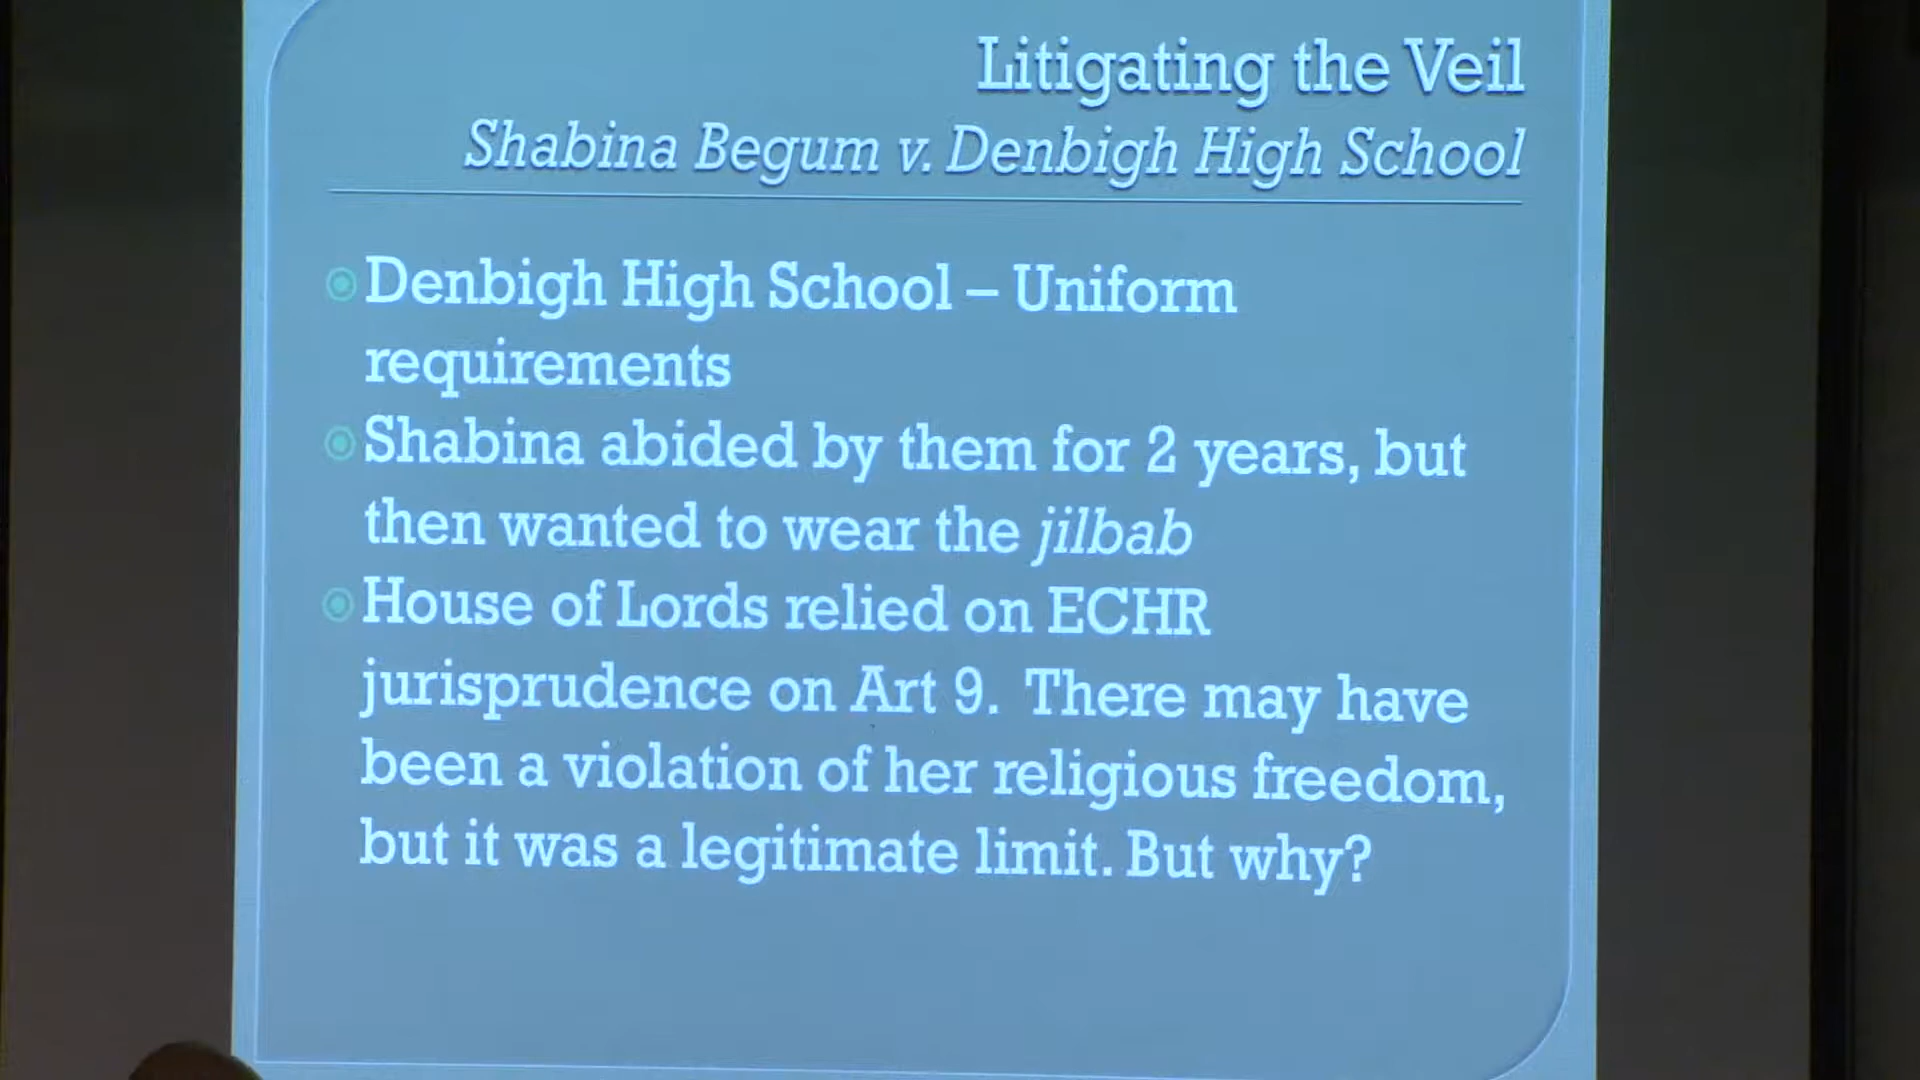 Litigating the Veil
Shabina Begum v. Denbigh High School
Denbigh High School – Uniform
requirements
Shabina abided by them for 2 years, but
then wanted to wear the jilbab
House of Lords relied on ECHR
jurisprudence on Art 9. There may have
been a violation of her religious freedom,
but it was a legitimate limit. But why?